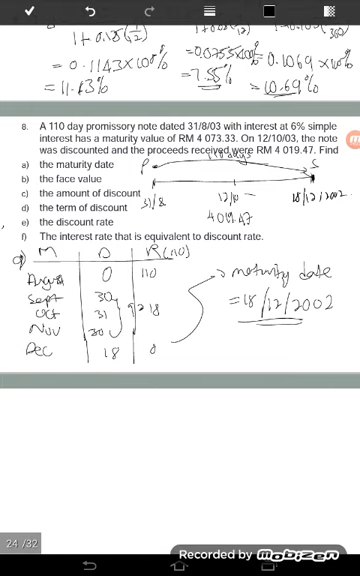 1+0.125(1/12)
= 0.1143×100%
= 11.43%
= 0.0755×100%
= 7.55%
= 0.1069×100%
= 10.69%
8. A 110 day promissory note dated 31/8/03 with interest at 6% simple
interest has a maturity value of RM 4 073.33. On 12/10/03, the note
was discounted and the proceeds received were RM 4 019.47. Find
a) the maturity date
b) the face value
c) the amount of discount
d) the term of discount
e) the discount rate
f) The interest rate that is equivalent to discount rate.
110 days
P S
31/8 12/10 18/12/2002
4019.47
a) M D R(110)
August 0 110
Sept 30
Oct 31 92 18
Nov 30
Dec 18 0
→ maturity date
= 18/12/2002
24 /32
Recorded by Mobizen